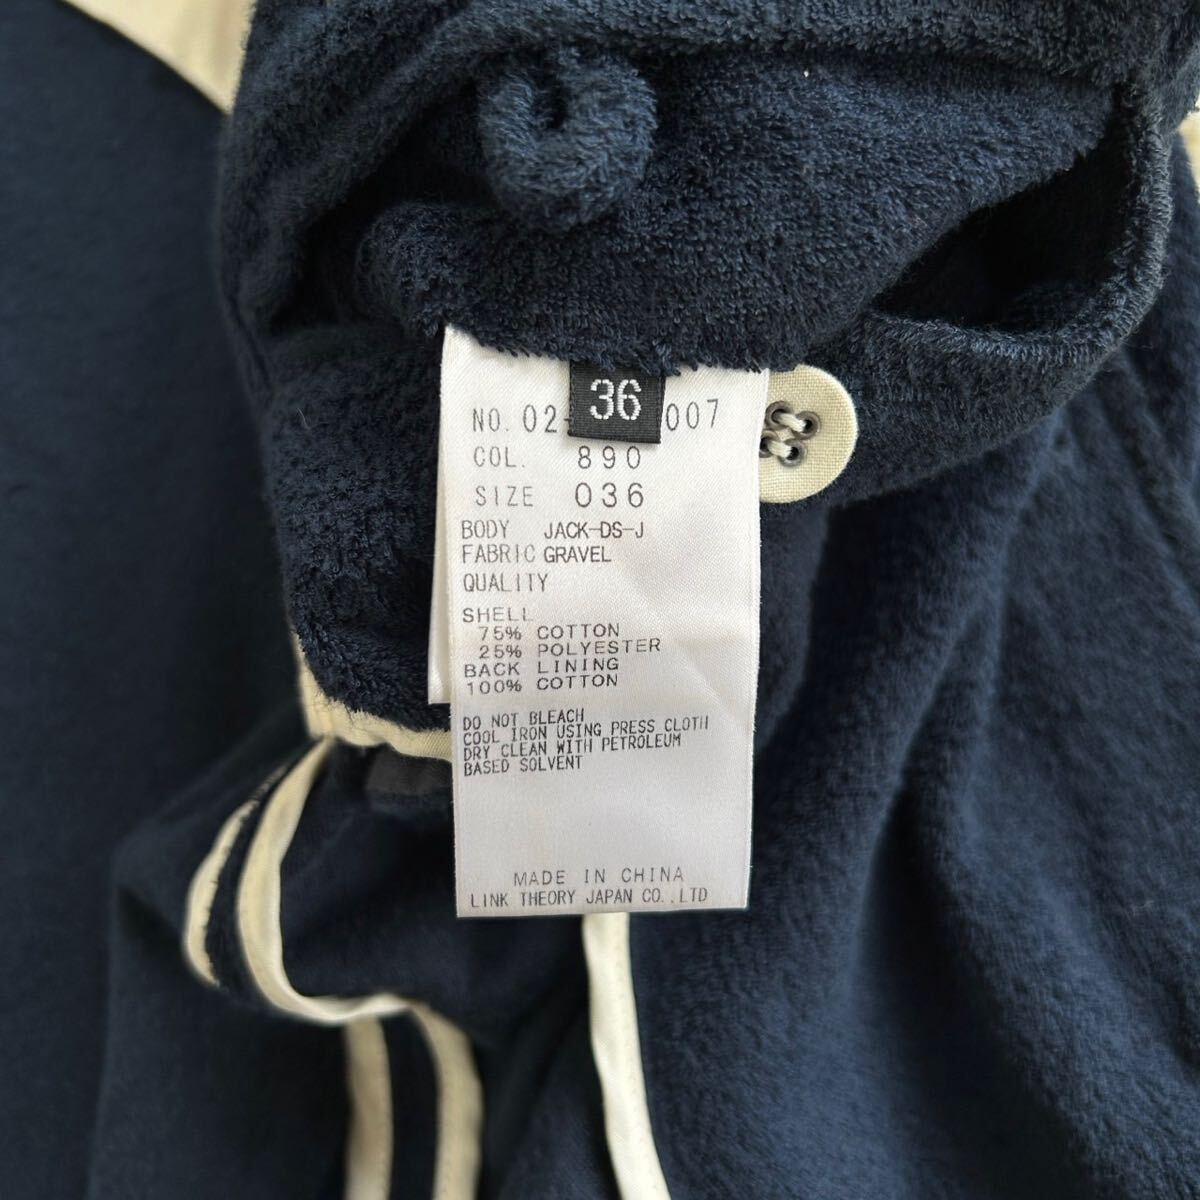 36
NO. 02- 007
COL. 890
SIZE 036
BODY JACK-DS-J
FABRIC GRAVEL
QUALITY
SHELL
75% COTTON
25% POLYESTER
BACK LINING
100% COTTON
DO NOT BLEACH
COOL IRON USING PRESS CLOTH
DRY CLEAN WITH PETROLEUM
BASED SOLVENT
MADE IN CHINA
LINK THEORY JAPAN CO.,LTD